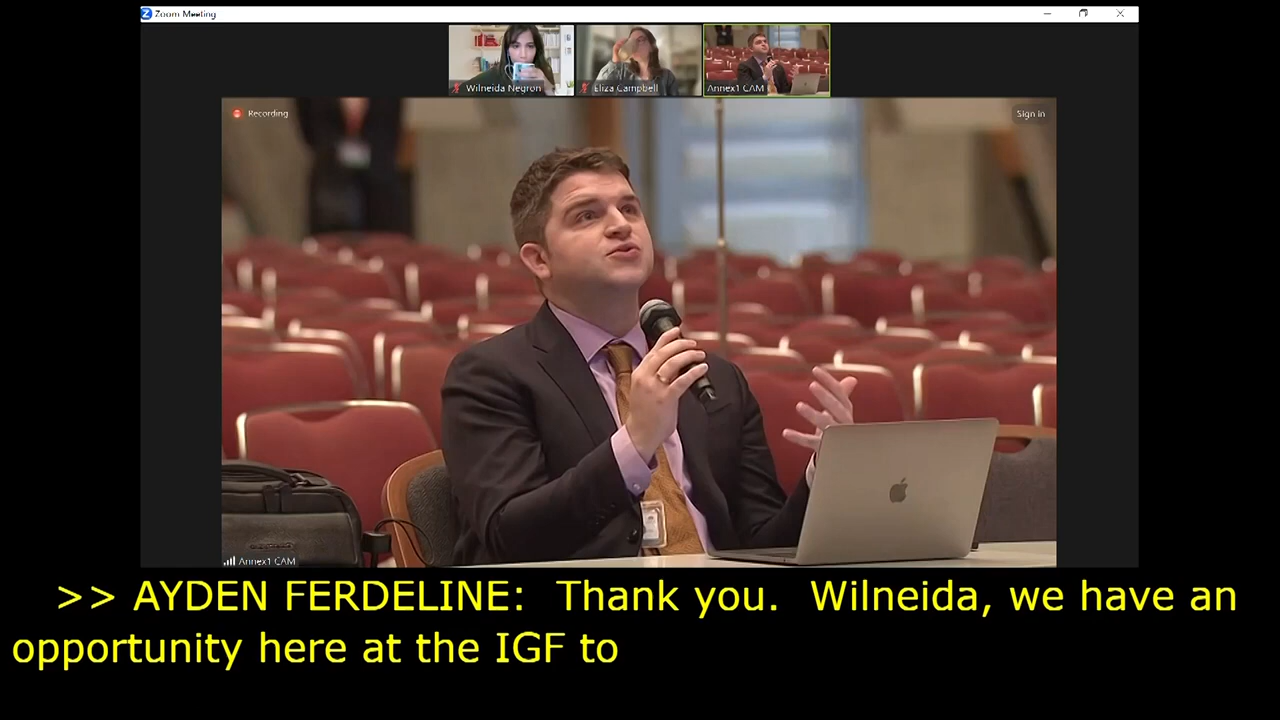 Zoom Meeting
Wilneida Negron
Eliza Campbell
Annex1 CAM
Recording
Sign in
Annex1 CAM
>> AYDEN FERDELINE: Thank you. Wilneida, we have an
opportunity here at the IGF to